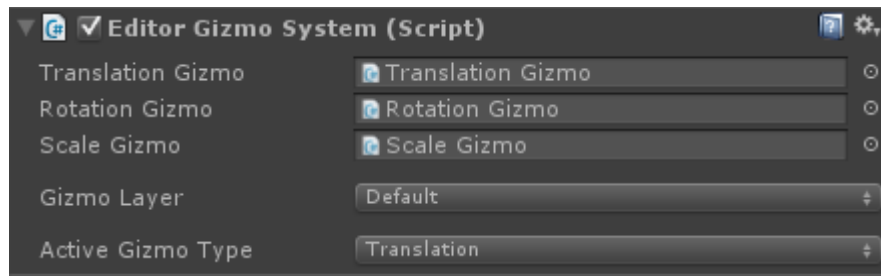 Editor Gizmo System (Script)
Translation Gizmo Translation Gizmo
Rotation Gizmo Rotation Gizmo
Scale Gizmo Scale Gizmo
Gizmo Layer Default
Active Gizmo Type Translation